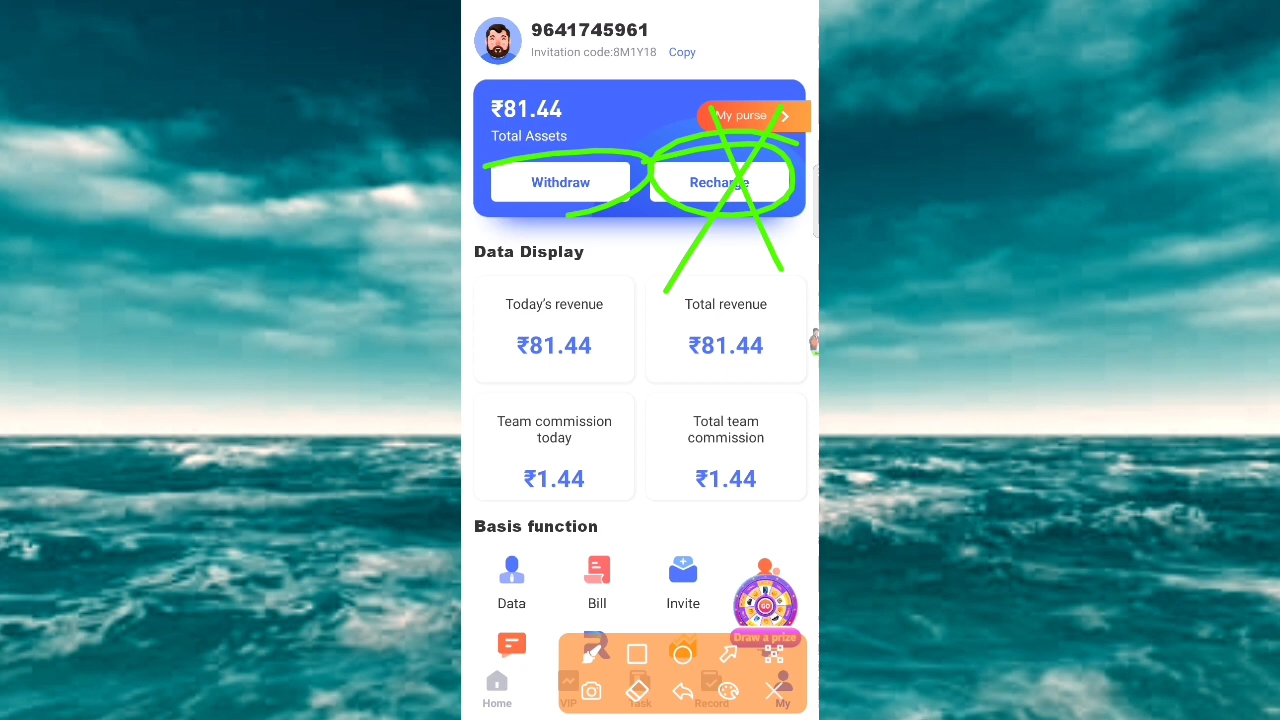 9641745961
Invitation code:8M1Y18 Copy
₹81.44
My purse
Total Assets
Withdraw
Recharge
Data Display
Today's revenue
Total revenue
₹81.44
₹81.44
Team commission
today
Total team
commission
₹1.44
₹1.44
Basis function
Data
Bill
Invite
GO
Draw a prize
Home
VIP
Task
Record
My